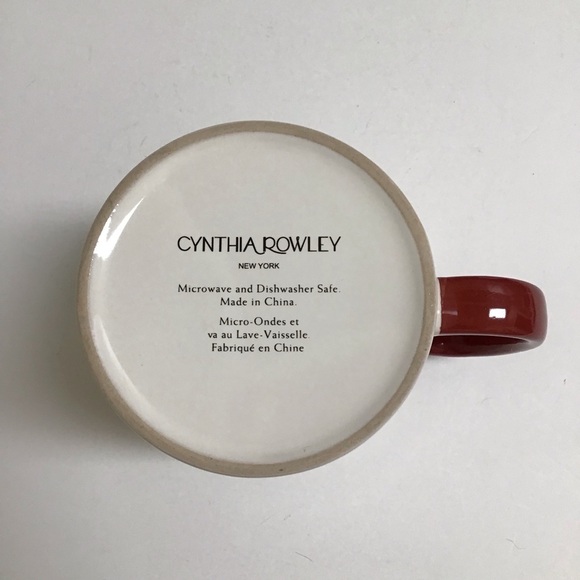 CYNTHIA ROWLEY
NEW YORK
Microwave and Dishwasher Safe.
Made in China.
Micro-Ondes et
va au Lave-Vaisselle
Fabriqué en Chine